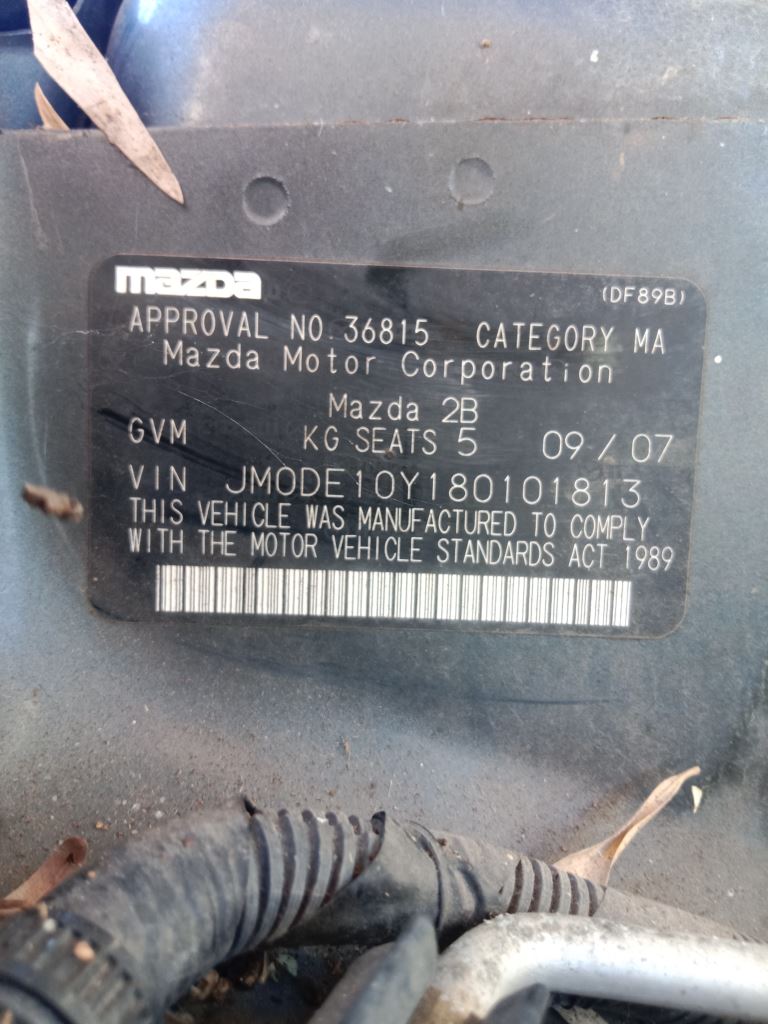 mazda
(DF89B)
APPROVAL NO.36815 CATEGORY MA
Mazda Motor Corporation
Mazda 2B
GVM KG SEATS 5 09/07
VIN JM0DE10Y180101813
THIS VEHICLE WAS MANUFACTURED TO COMPLY
WITH THE MOTOR VEHICLE STANDARDS ACT 1989